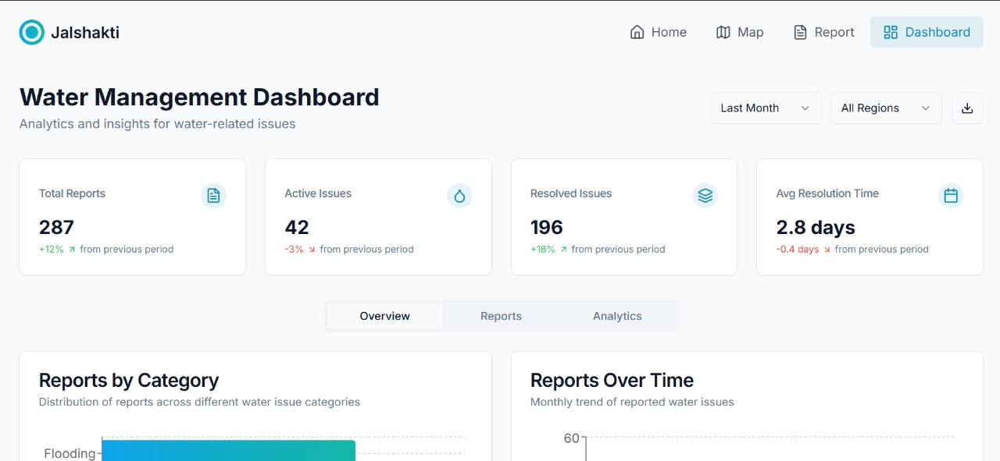 Jalshakti
Home Map Report Dashboard
Water Management Dashboard
Analytics and insights for water-related issues
Last Month All Regions
Total Reports
287
+12% ↗ from previous period
Active Issues
42
-3% ↘ from previous period
Resolved Issues
196
+18% ↗ from previous period
Avg Resolution Time
2.8 days
-0.4 days ↘ from previous period
Overview Reports Analytics
Reports by Category
Distribution of reports across different water issue categories
Flooding
Reports Over Time
Monthly trend of reported water issues
60